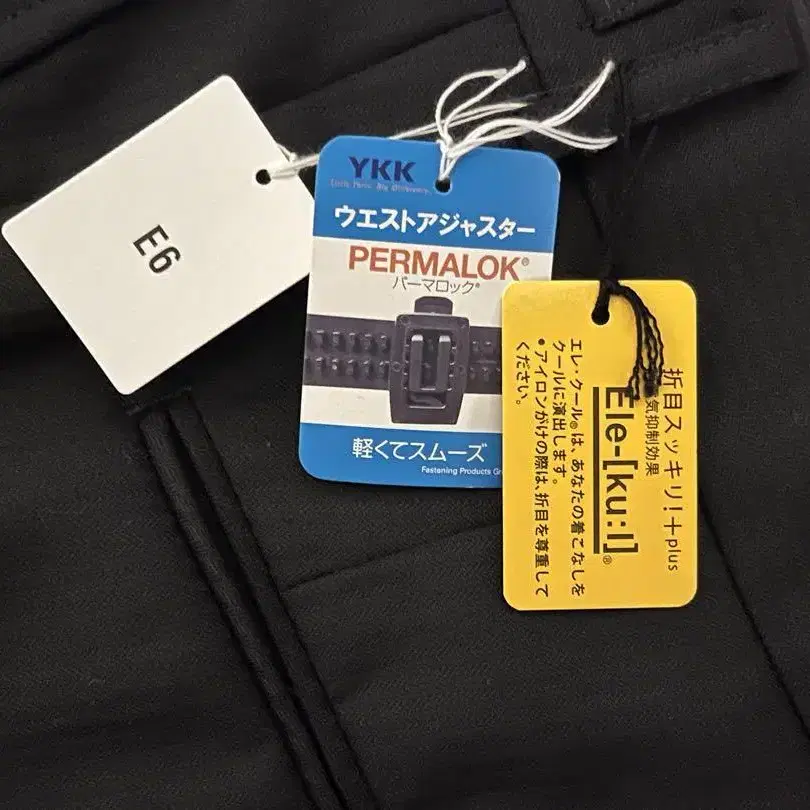 E6
YKK
Little Parts. Big Difference.
ウエストアジャスター
PERMALOK®
パーマロック®
軽くてスムーズ
Fastening Products Gr
折目スッキリ!+plus
気抑制効果
Ele-[ku:l]®
エレ・クール®は、あなたの着こなしを
クールに演出します。
•アイロンがけの際は、折目を尊重して
ください。